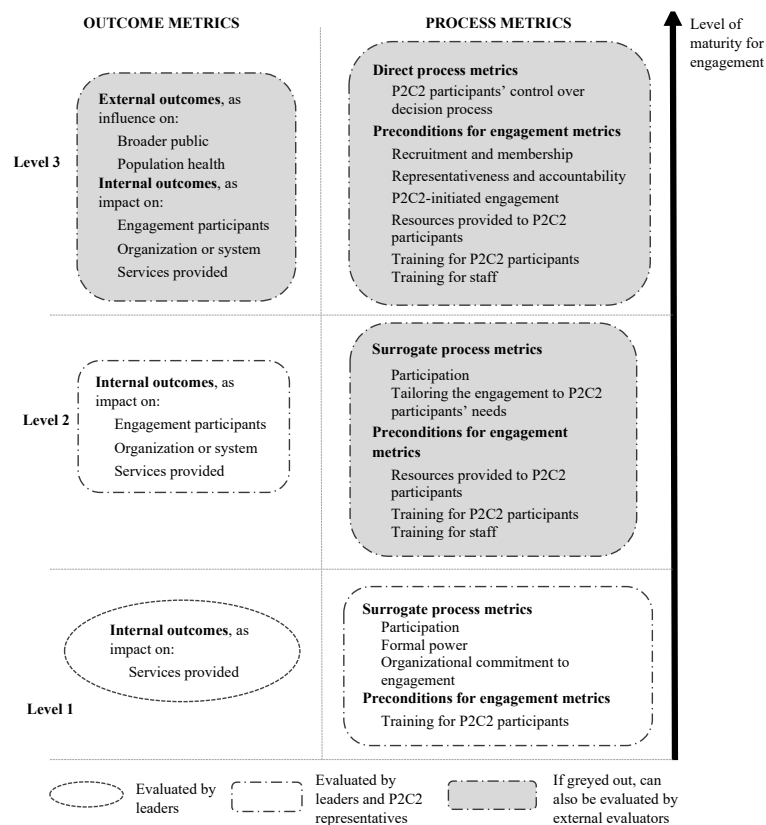 OUTCOME METRICS
PROCESS METRICS
Level of
maturity for
engagement
Level 3
External outcomes, as
influence on:
Broader public
Population health
Internal outcomes, as
impact on:
Engagement participants
Organization or system
Services provided
Direct process metrics
P2C2 participants’ control over
decision process
Preconditions for engagement metrics
Recruitment and membership
Representativeness and accountability
P2C2-initiated engagement
Resources provided to P2C2
participants
Training for P2C2 participants
Training for staff
Level 2
Internal outcomes, as
impact on:
Engagement participants
Organization or system
Services provided
Surrogate process metrics
Participation
Tailoring the engagement to P2C2
participants’ needs
Preconditions for engagement
metrics
Resources provided to P2C2
participants
Training for P2C2 participants
Training for staff
Level 1
Internal outcomes, as
impact on:
Services provided
Surrogate process metrics
Participation
Formal power
Organizational commitment to
engagement
Preconditions for engagement metrics
Training for P2C2 participants
Evaluated by
leaders
Evaluated by
leaders and P2C2
representatives
If greyed out, can
also be evaluated by
external evaluators